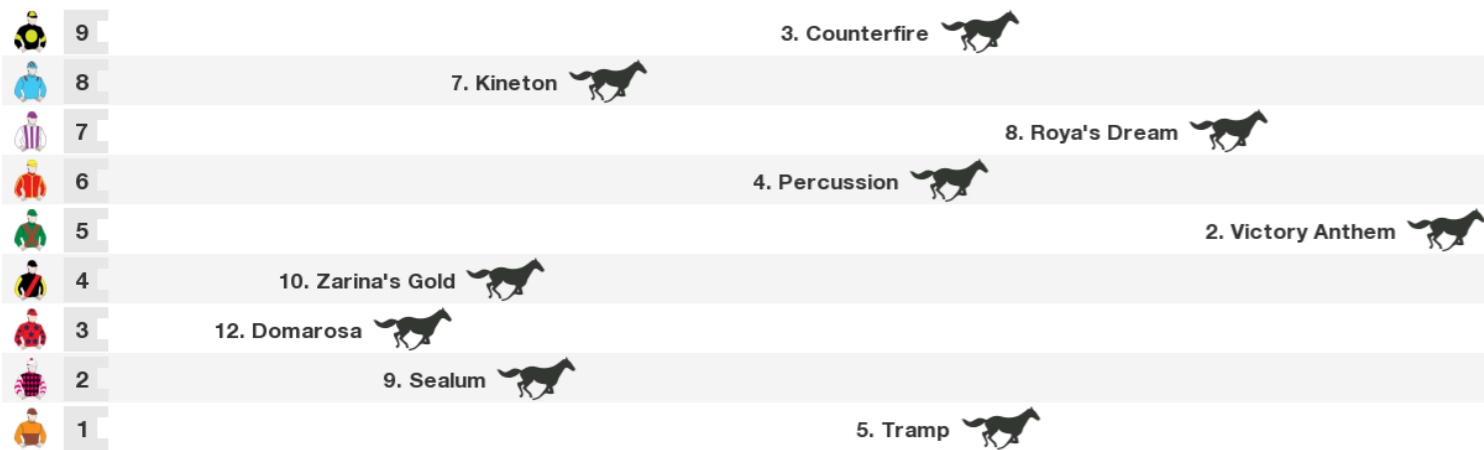 9 3. Counterfire
8 7. Kineton
7 8. Roya's Dream
6 4. Percussion
5 2. Victory Anthem
4 10. Zarina's Gold
3 12. Domarosa
2 9. Sealum
1 5. Tramp